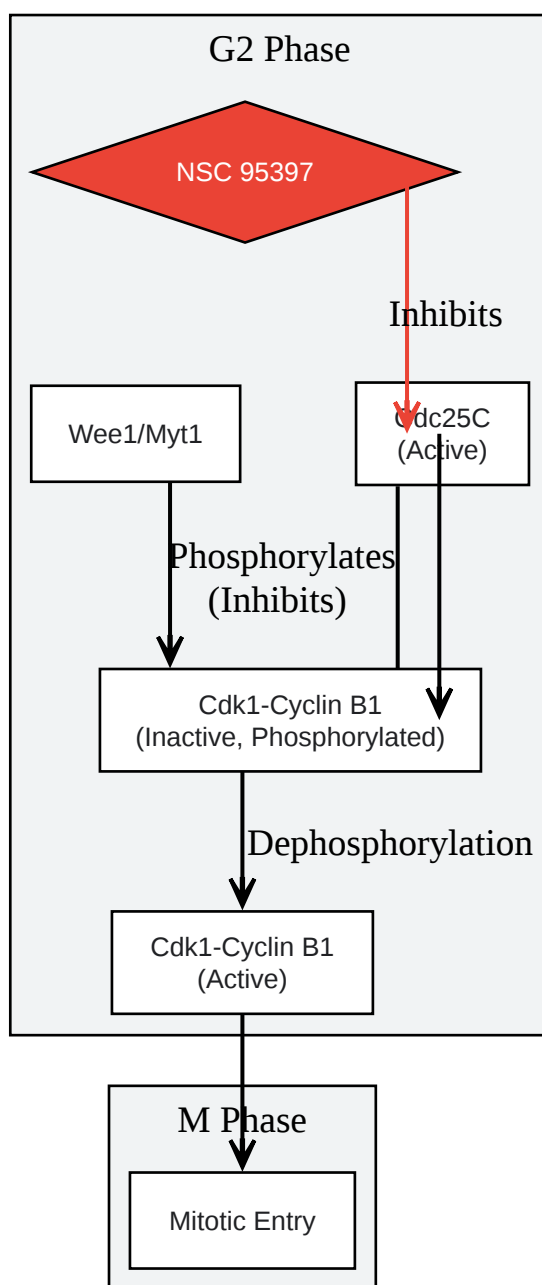 G2 Phase
NSC 95397
Inhibits
Wee1/Myt1
Cdc25C
(Active)
Phosphorylates
(Inhibits)
Cdk1-Cyclin B1
(Inactive, Phosphorylated)
Dephosphorylation
Cdk1-Cyclin B1
(Active)
M Phase
Mitotic Entry